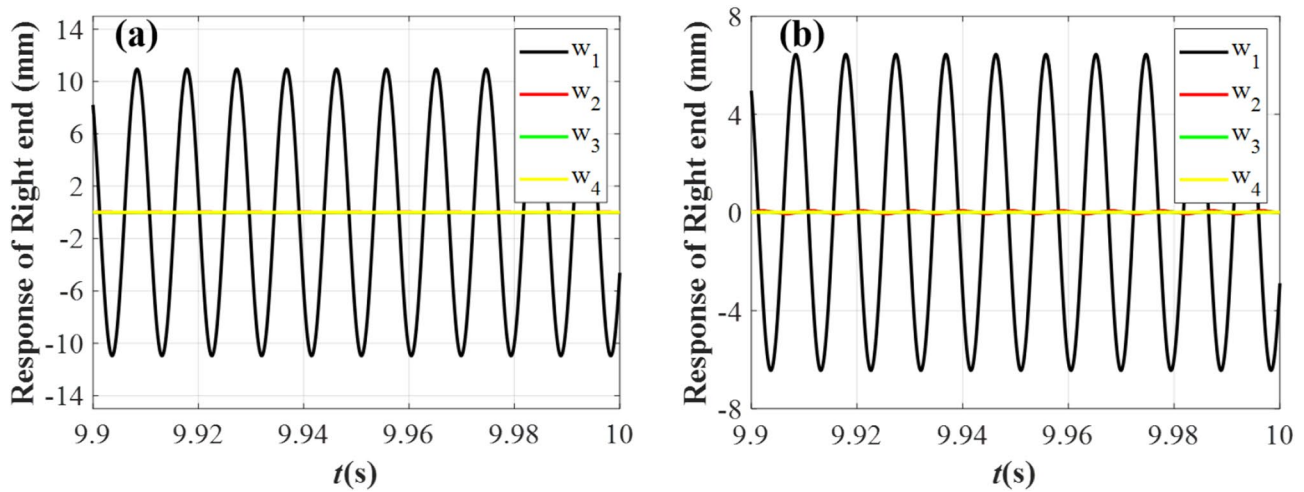 (a)
Response of Right end (mm)
14
10
6
2
-2
-6
-10
-14
9.9
9.92
9.94
9.96
9.98
10
t(s)
w1
w2
w3
w4
(b)
Response of Right end (mm)
8
4
0
-4
-8
9.9
9.92
9.94
9.96
9.98
10
t(s)
w1
w2
w3
w4